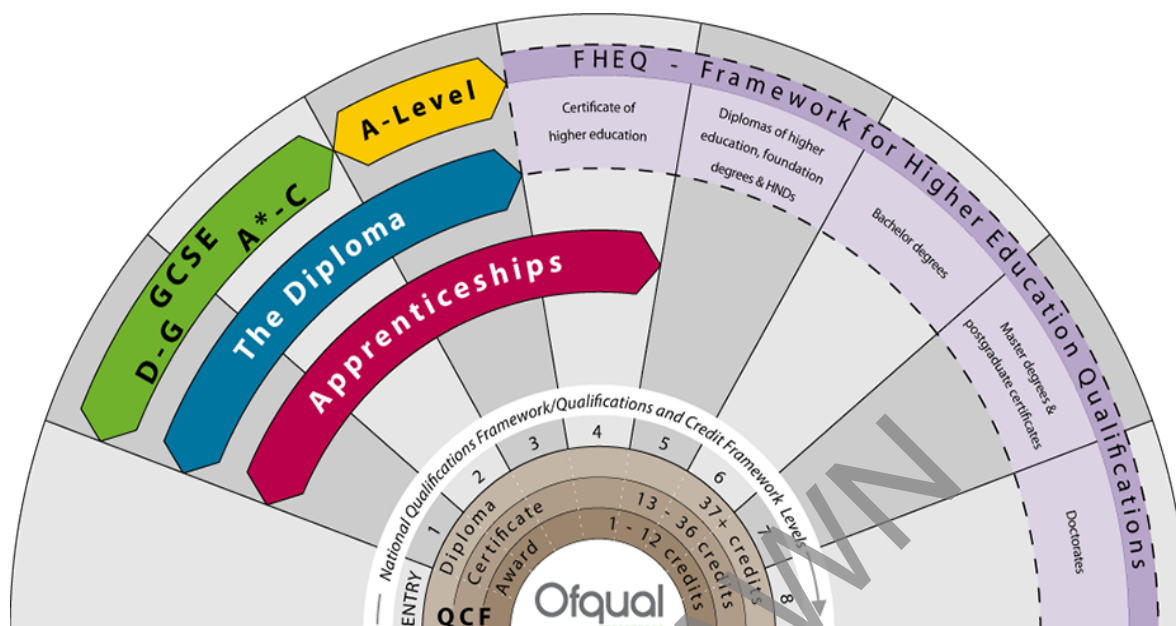 FHEQ - Framework for Higher Education Qualifications
A-Level
GCSE
D-G A*-C
The Diploma
Apprenticeships
Certificate of
higher education
Diplomas of higher
education, foundation
degrees & HNDs
Bachelor degrees
Master degrees &
postgraduate certificates
Doctorates
National Qualifications Framework/Qualifications and Credit Framework Levels
ENTRY
1
2
3
4
5
6
7
8
Diploma
37+ credits
Certificate
13 - 36 credits
Award
1 - 12 credits
QCF
Ofqual
WN